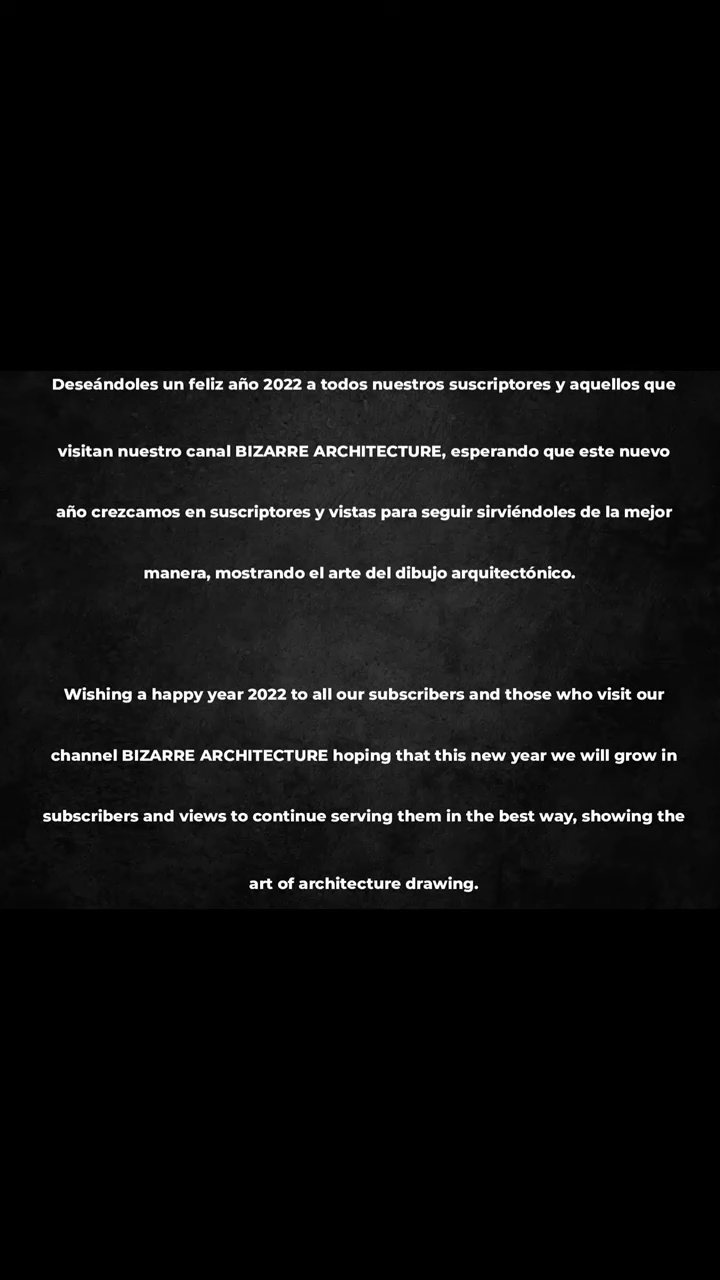 Deseándoles un feliz año 2022 a todos nuestros suscriptores y aquellos que
visitan nuestro canal BIZARRE ARCHITECTURE, esperando que este nuevo
año crezcamos en suscriptores y vistas para seguir sirviéndoles de la mejor
manera, mostrando el arte del dibujo arquitectónico.
Wishing a happy year 2022 to all our subscribers and those who visit our
channel BIZARRE ARCHITECTURE hoping that this new year we will grow in
subscribers and views to continue serving them in the best way, showing the
art of architecture drawing.